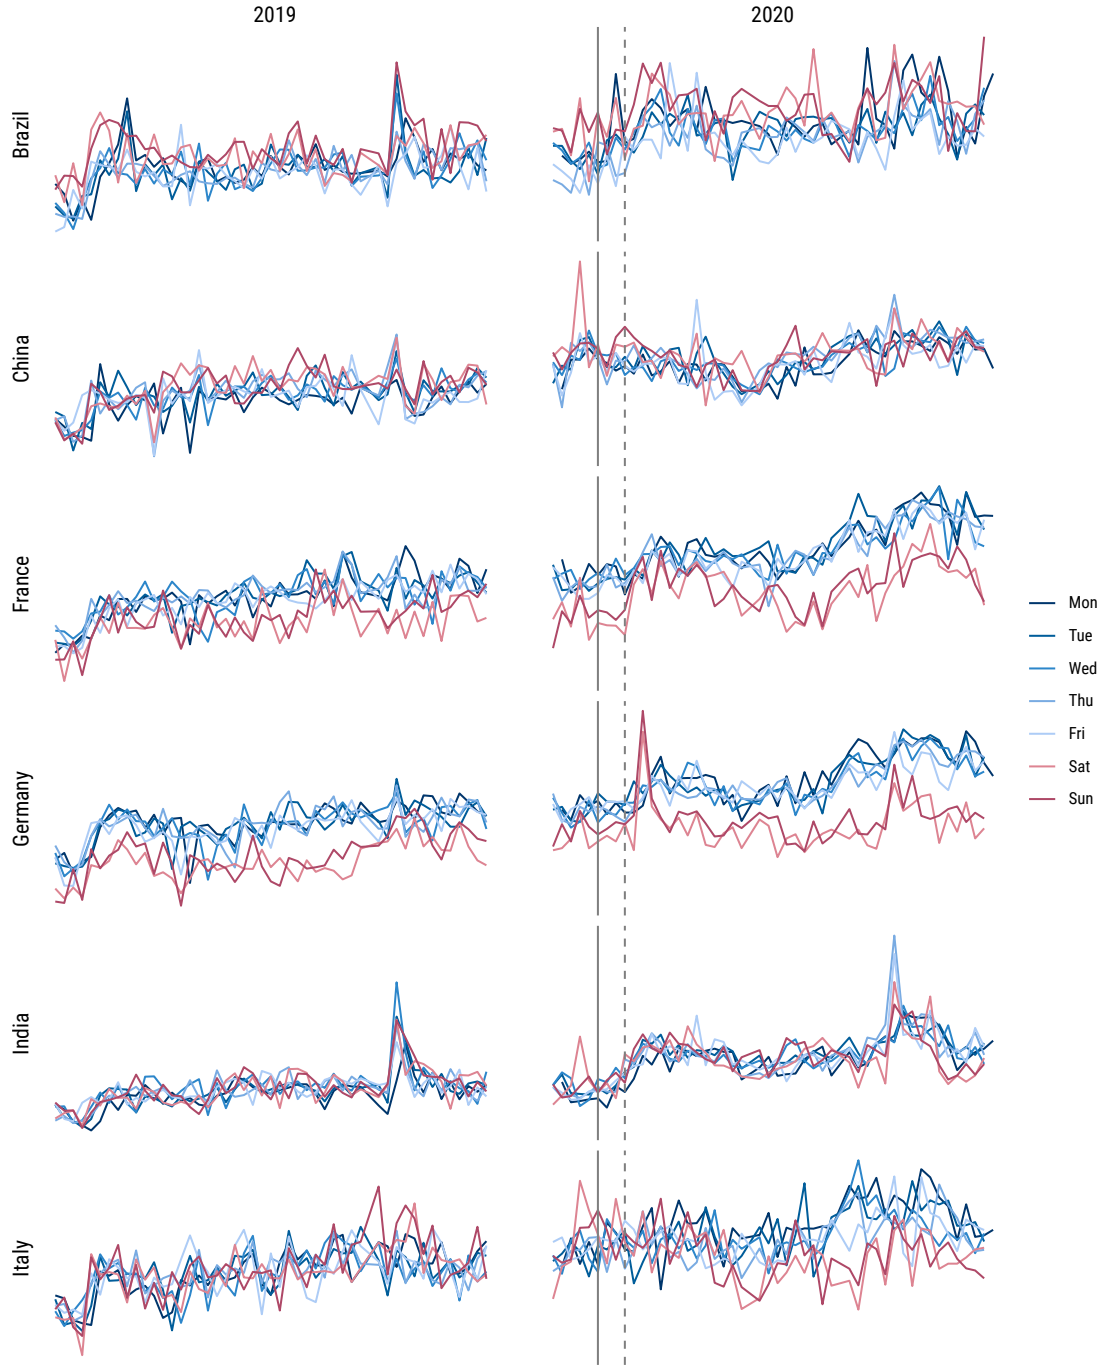 2019
2020
Brazil
China
France
Germany
India
Italy
Mon
Tue
Wed
Thu
Fri
Sat
Sun